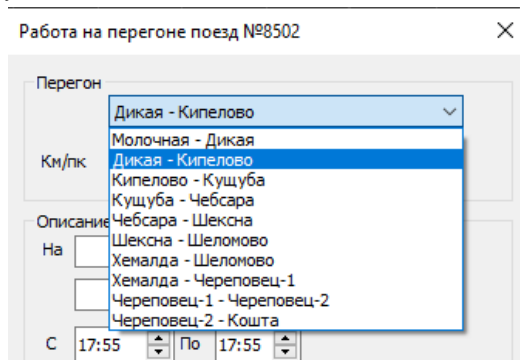 Работа на перегоне поезд №8502
Перегон
Дикая - Кипелово
Молочная - Дикая
Км/пк
Дикая - Кипелово
Кипелово - Кущуба
Кущуба - Чебсара
Описание
Чебсара - Шексна
На
Шексна - Шеломово
Хемалда - Шеломово
Хемалда - Череповец-1
Череповец-1 - Череповец-2
Череповец-2 - Кошта
С 17:55 По 17:55